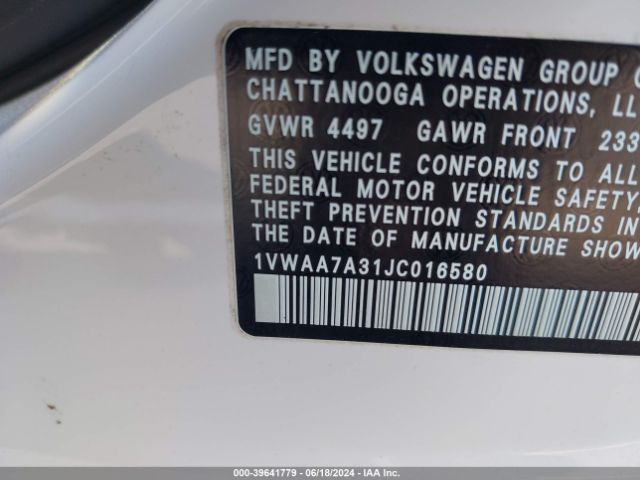 MFD BY VOLKSWAGEN GROUP
CHATTANOOGA OPERATIONS, LL
GVWR 4497 GAWR FRONT 233
THIS VEHICLE CONFORMS TO ALL
FEDERAL MOTOR VEHICLE SAFETY,
THEFT PREVENTION STANDARDS IN
THE DATE OF MANUFACTURE SHOW
1VWAA7A31JC016580
000-39641779 | 06/18/2024 | IAA Inc.